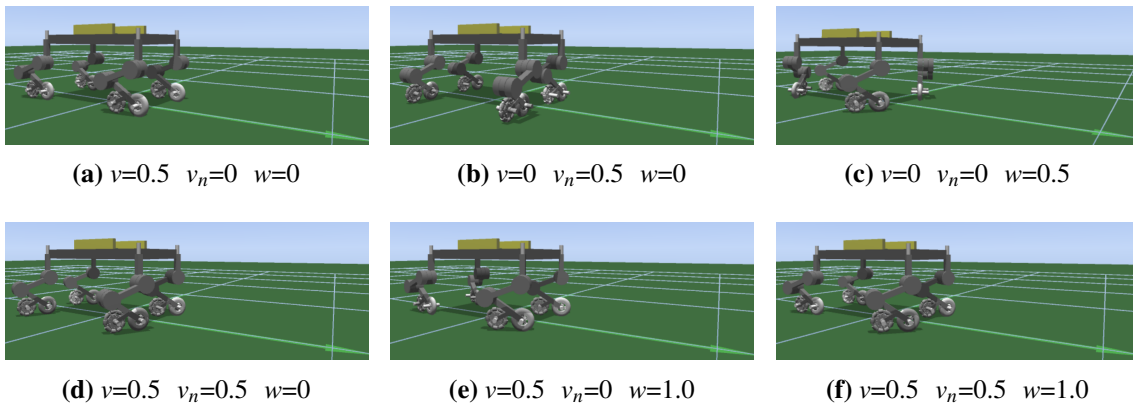 (a) v=0.5 vₙ=0 w=0
(b) v=0 vₙ=0.5 w=0
(c) v=0 vₙ=0 w=0.5
(d) v=0.5 vₙ=0.5 w=0
(e) v=0.5 vₙ=0 w=1.0
(f) v=0.5 vₙ=0.5 w=1.0